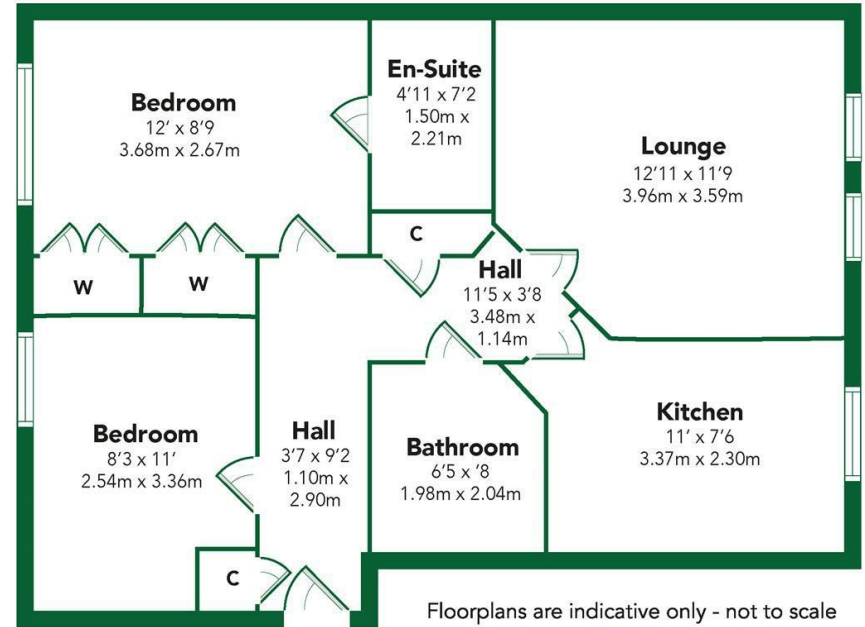 Bedroom
12' x 8'9
3.68m x 2.67m
En-Suite
4'11 x 7'2
1.50m x
2.21m
Lounge
12'11 x 11'9
3.96m x 3.59m
C
W
W
Hall
11'5 x 3'8
3.48m x
1.14m
Bedroom
8'3 x 11'
2.54m x 3.36m
Hall
3'7 x 9'2
1.10m x
2.90m
Bathroom
6'5 x '8
1.98m x 2.04m
Kitchen
11' x 7'6
3.37m x 2.30m
C
Floorplans are indicative only - not to scale